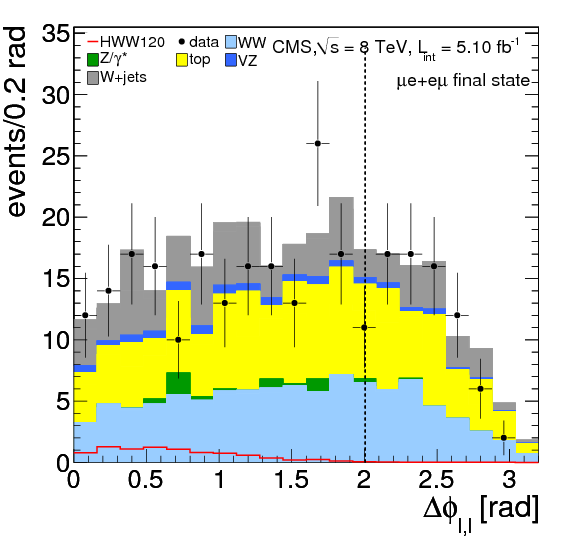 HWW120 data WW CMS,√s = 8 TeV, L_int = 5.10 fb⁻¹
Z/γ* top VZ
W+jets μe+eμ final state
events/0.2 rad
35
30
25
20
15
10
5
0
0 0.5 1 1.5 2 2.5 3
Δϕ_l,l [rad]